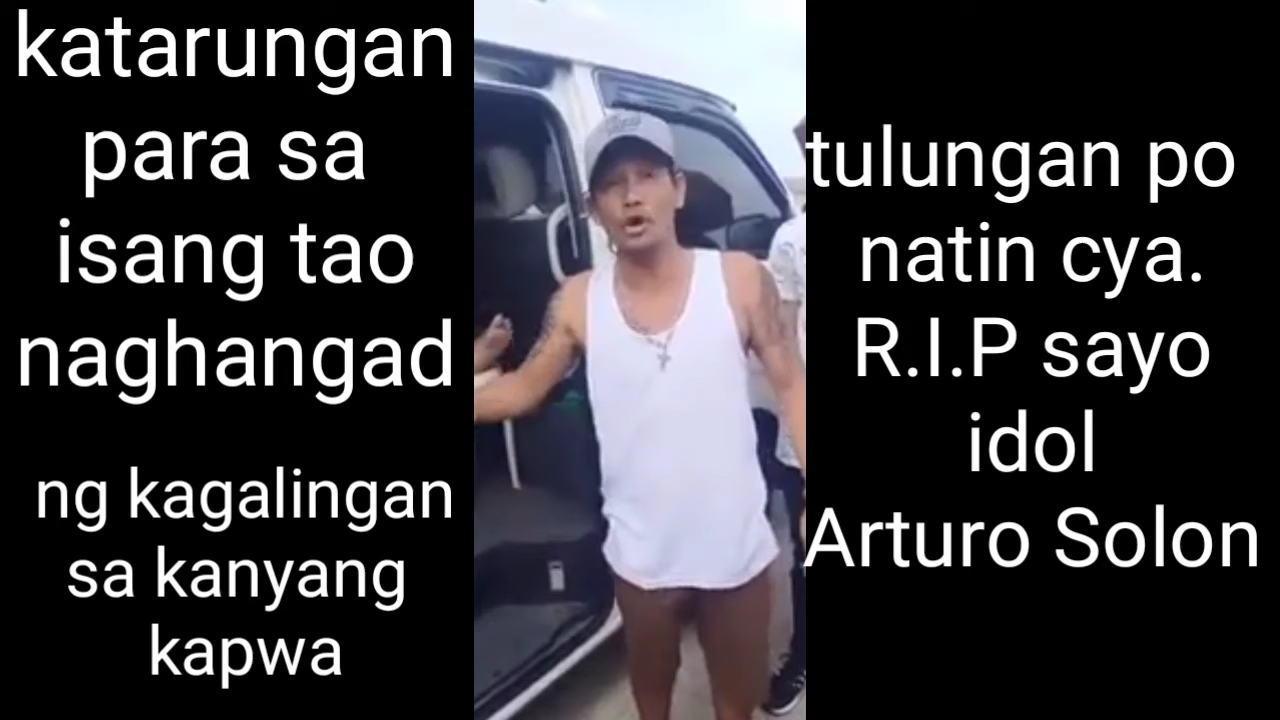 katarungan
para sa
isang tao
naghangad
ng kagalingan
sa kanyang
kapwa
tulungan po
natin cya.
R.I.P sayo
idol
Arturo Solon